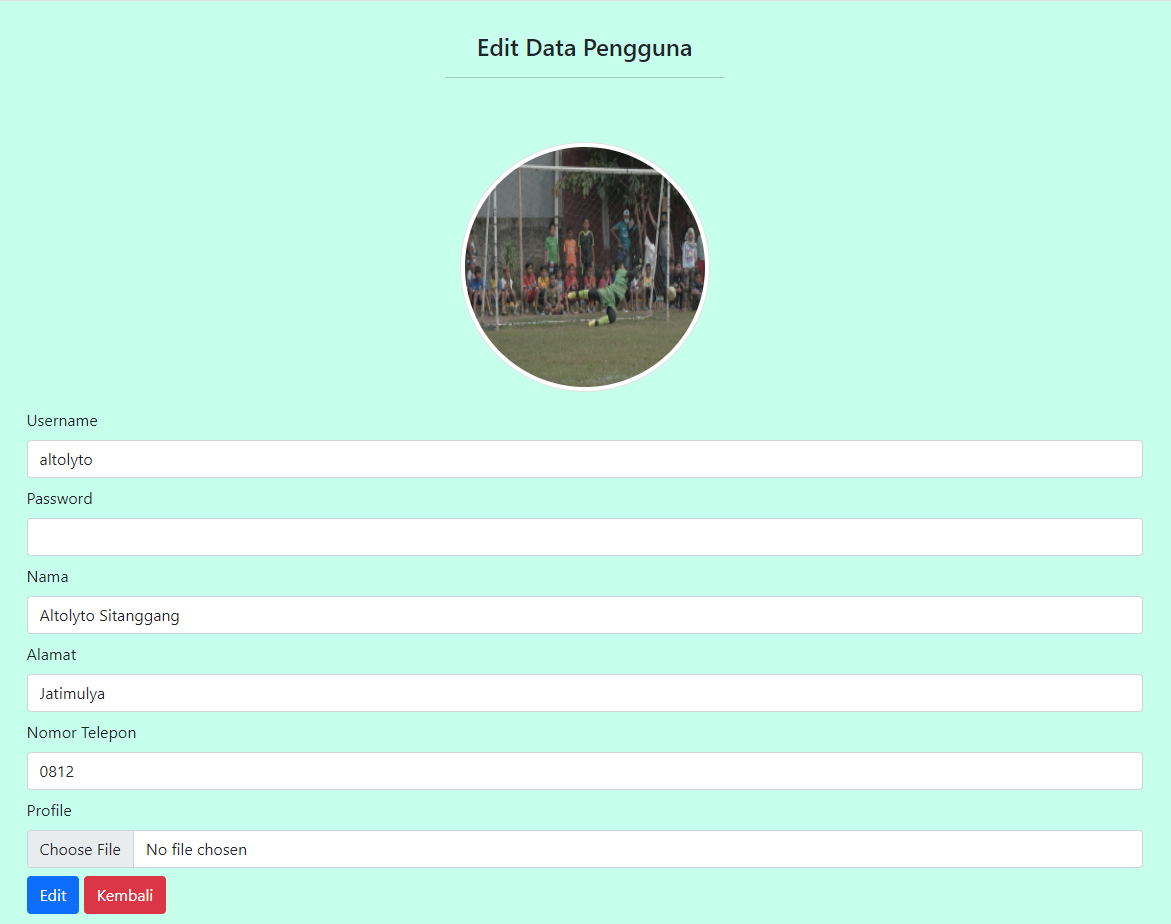 Edit Data Pengguna
Username
altolyto
Password
Nama
Altolyto Sitanggang
Alamat
Jatimulya
Nomor Telepon
0812
Profile
Choose File No file chosen
Edit Kembali